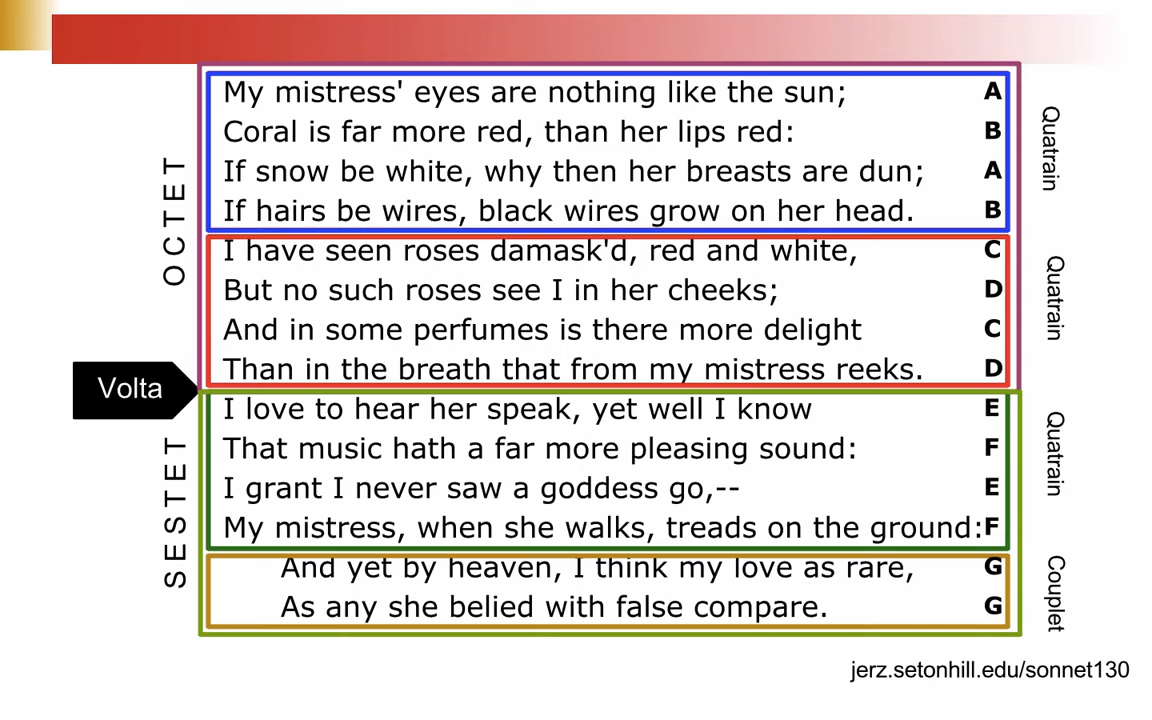 My mistress' eyes are nothing like the sun; A
Coral is far more red, than her lips red: B
If snow be white, why then her breasts are dun; A
If hairs be wires, black wires grow on her head. B
Quatrain
OCTET
I have seen roses damask'd, red and white, C
But no such roses see I in her cheeks; D
And in some perfumes is there more delight C
Than in the breath that from my mistress reeks. D
Quatrain
Volta
I love to hear her speak, yet well I know E
That music hath a far more pleasing sound: F
I grant I never saw a goddess go,-- E
My mistress, when she walks, treads on the ground: F
Quatrain
SESTET
And yet by heaven, I think my love as rare, G
As any she belied with false compare. G
Couplet
jerz.setonhill.edu/sonnet130